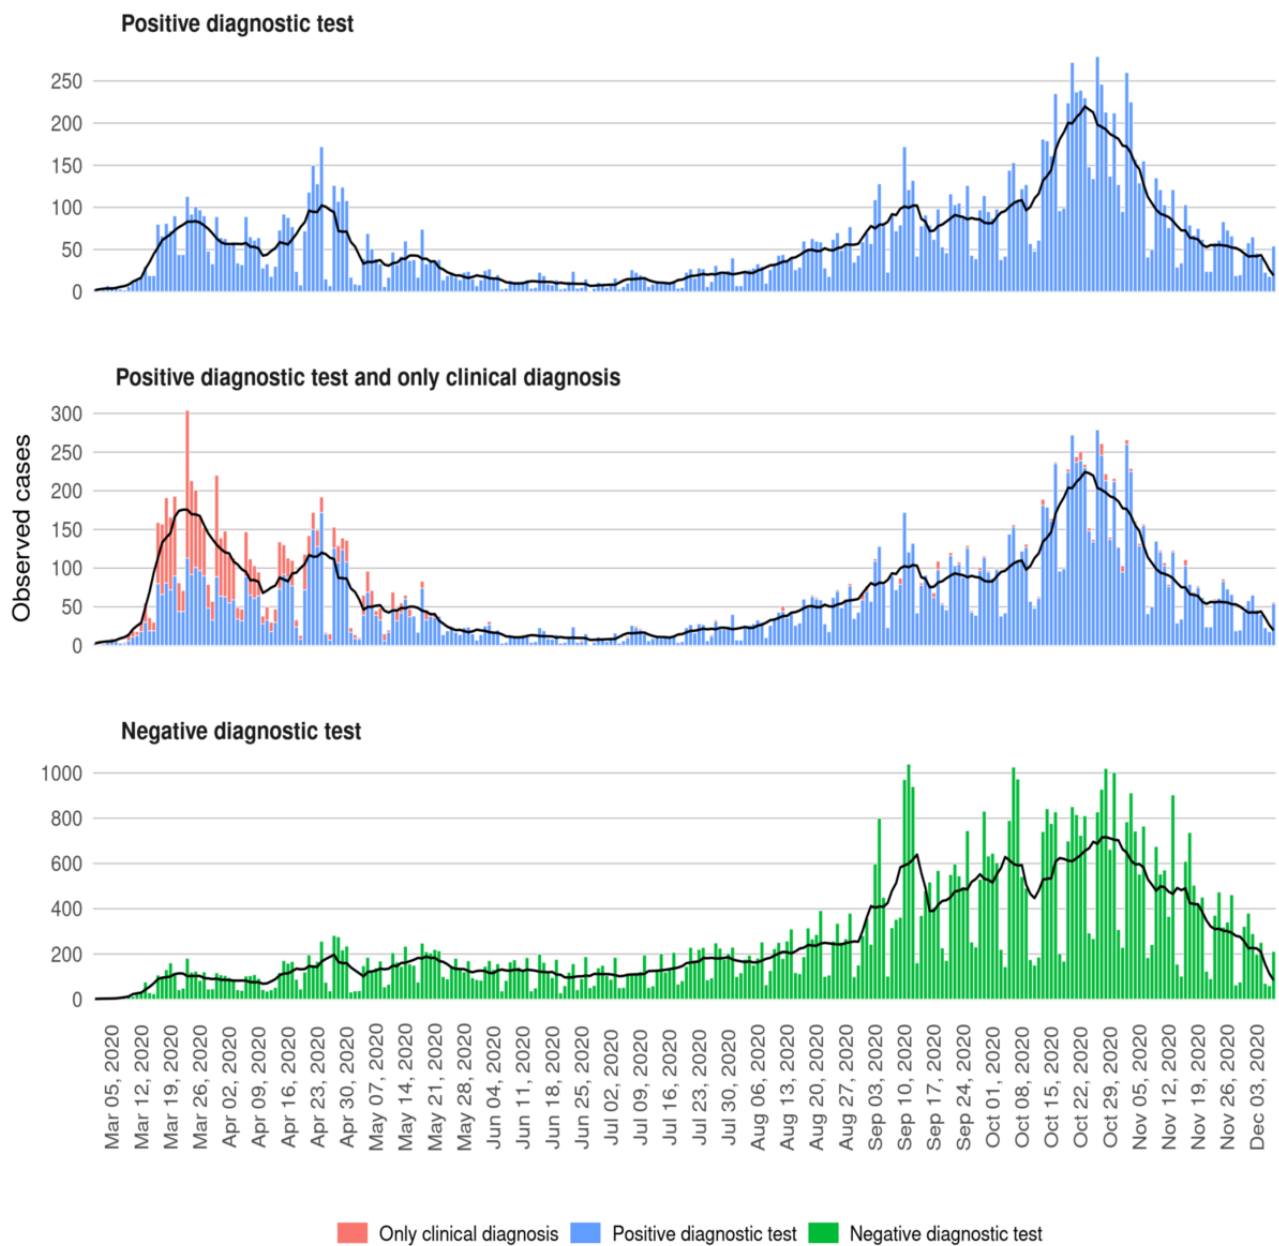 Positive diagnostic test
250
200
150
100
50
0
Positive diagnostic test and only clinical diagnosis
300
250
200
150
100
50
0
Observed cases
Negative diagnostic test
1000
800
600
400
200
0
Mar 05, 2020
Mar 12, 2020
Mar 19, 2020
Mar 26, 2020
Apr 02, 2020
Apr 09, 2020
Apr 16, 2020
Apr 23, 2020
Apr 30, 2020
May 07, 2020
May 14, 2020
May 21, 2020
May 28, 2020
Jun 04, 2020
Jun 11, 2020
Jun 18, 2020
Jun 25, 2020
Jul 02, 2020
Jul 09, 2020
Jul 16, 2020
Jul 23, 2020
Jul 30, 2020
Aug 06, 2020
Aug 13, 2020
Aug 20, 2020
Aug 27, 2020
Sep 03, 2020
Sep 10, 2020
Sep 17, 2020
Sep 24, 2020
Oct 01, 2020
Oct 08, 2020
Oct 15, 2020
Oct 22, 2020
Oct 29, 2020
Nov 05, 2020
Nov 12, 2020
Nov 19, 2020
Nov 26, 2020
Dec 03, 2020
Only clinical diagnosis
Positive diagnostic test
Negative diagnostic test